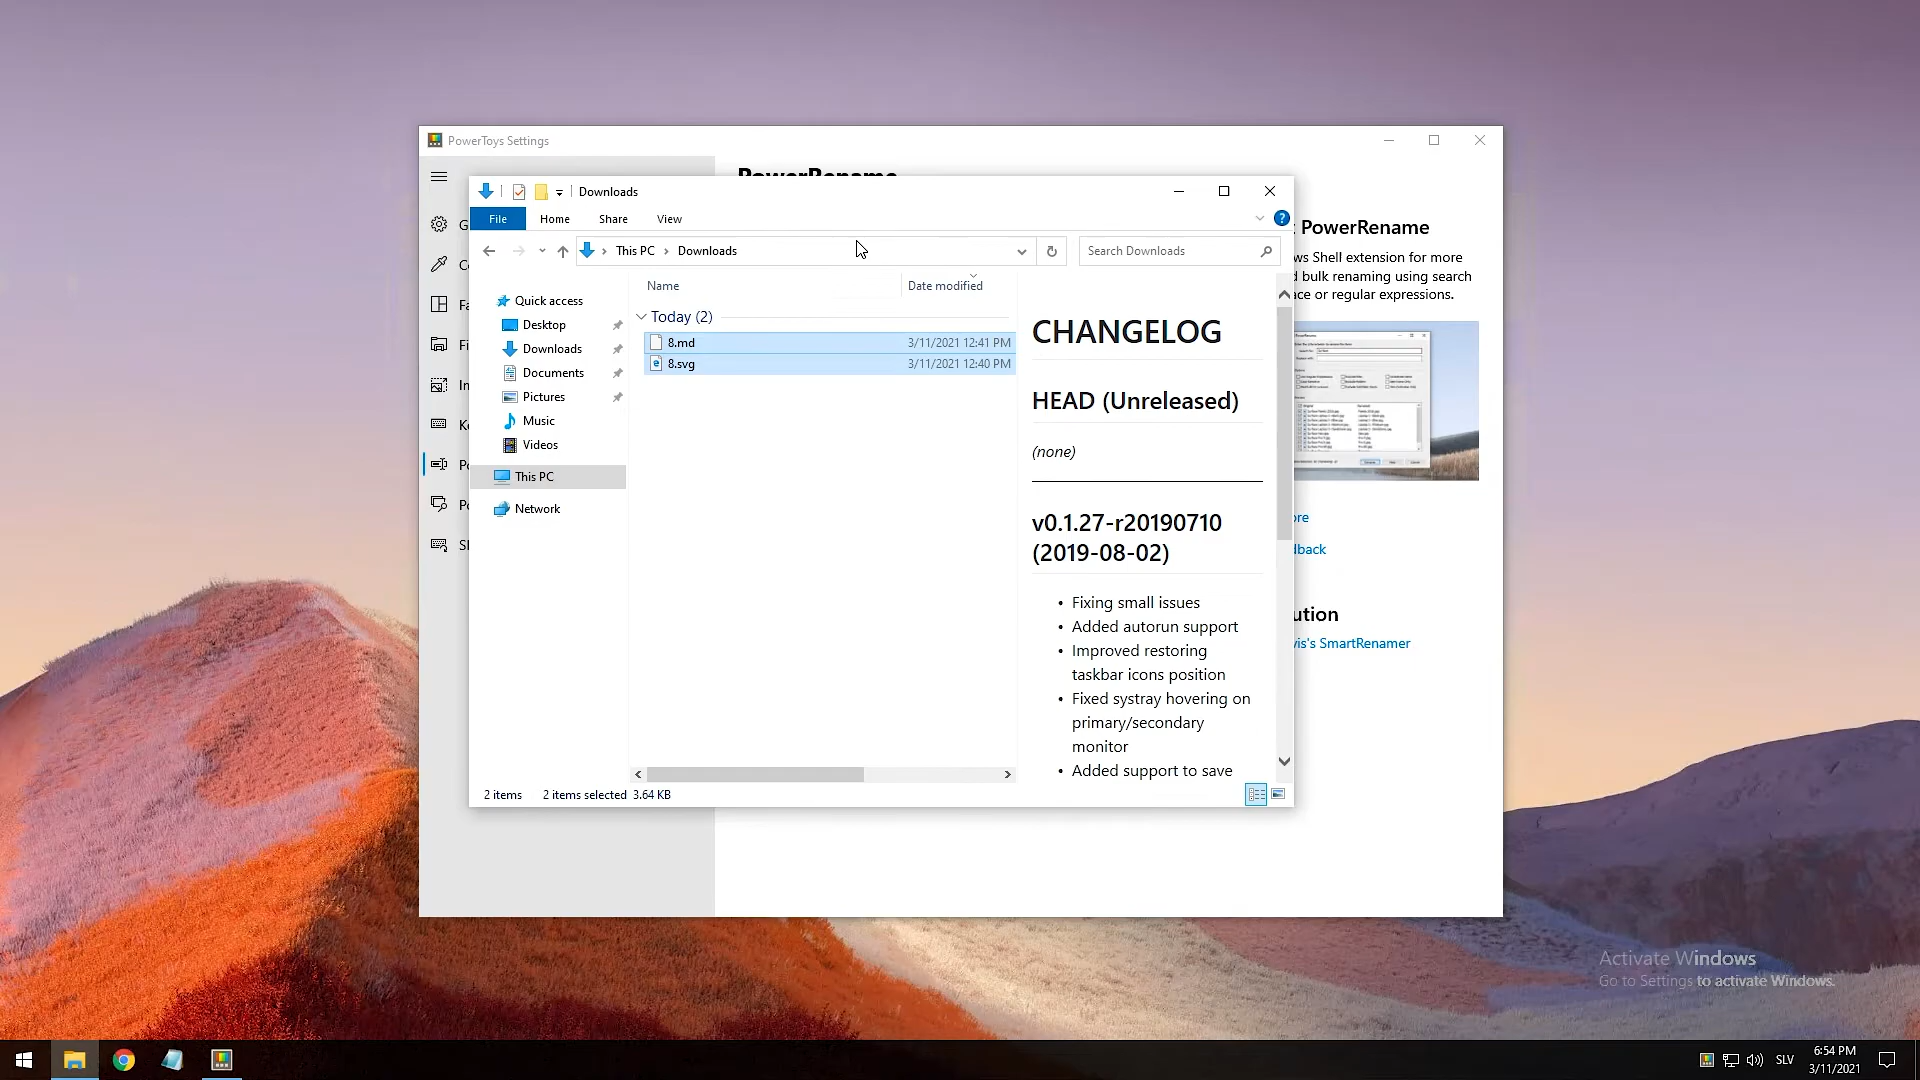 PowerToys Settings
PowerRename
Downloads
File
Home
Share
View
This PC
Downloads
Search Downloads
Name
Date modified
Quick access
Desktop
Downloads
Documents
Pictures
Music
Videos
This PC
Network
Today (2)
8.md
3/11/2021 12:41 PM
8.svg
3/11/2021 12:40 PM
CHANGELOG
HEAD (Unreleased)
(none)
v0.1.27-r20190710
(2019-08-02)
• Fixing small issues
• Added autorun support
• Improved restoring
taskbar icons position
• Fixed systray hovering on
primary/secondary
monitor
• Added support to save
2 items
2 items selected 3.64 KB
PowerRename
ws Shell extension for more
d bulk renaming using search
ace or regular expressions.
ore
dback
ution
vis's SmartRenamer
Activate Windows
Go to Settings to activate Windows.
SLV
6:54 PM
3/11/2021